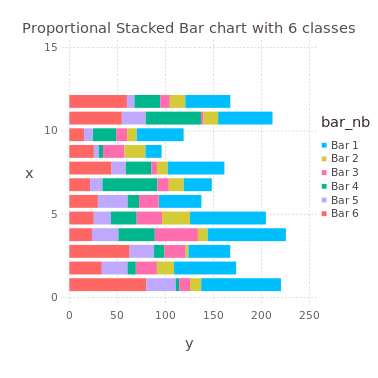 Proportional Stacked Bar chart with 6 classes
15
10
5
0
x
0 50 100 150 200 250
y
bar_nb
Bar 1
Bar 2
Bar 3
Bar 4
Bar 5
Bar 6